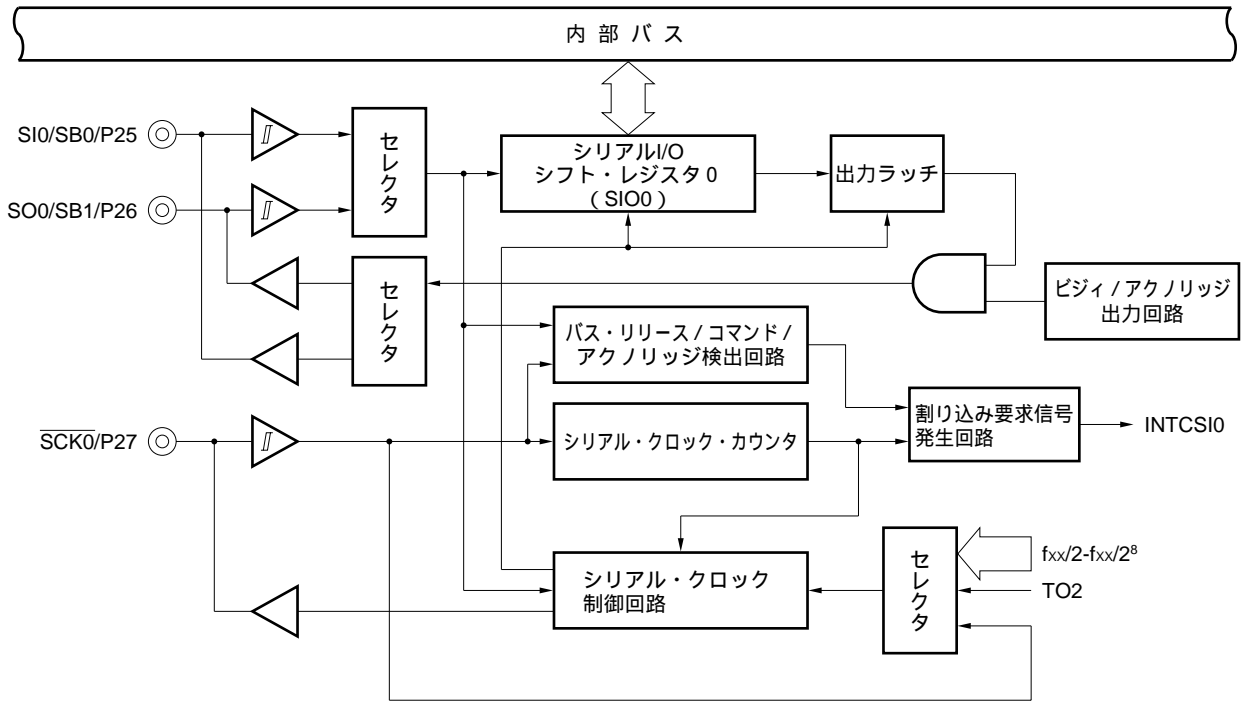 内部バス
SI0/SB0/P25
セレクタ
シリアルI/O
シフト・レジスタ0
(SIO0)
出力ラッチ
SO0/SB1/P26
セレクタ
ビジィ/アクノリッジ
出力回路
バス・リリース/コマンド/
アクノリッジ検出回路
SCK0/P27
シリアル・クロック・カウンタ
割り込み要求信号
発生回路
INTCSI0
シリアル・クロック
制御回路
セレクタ
fxx/2-fxx/2⁸
TO2